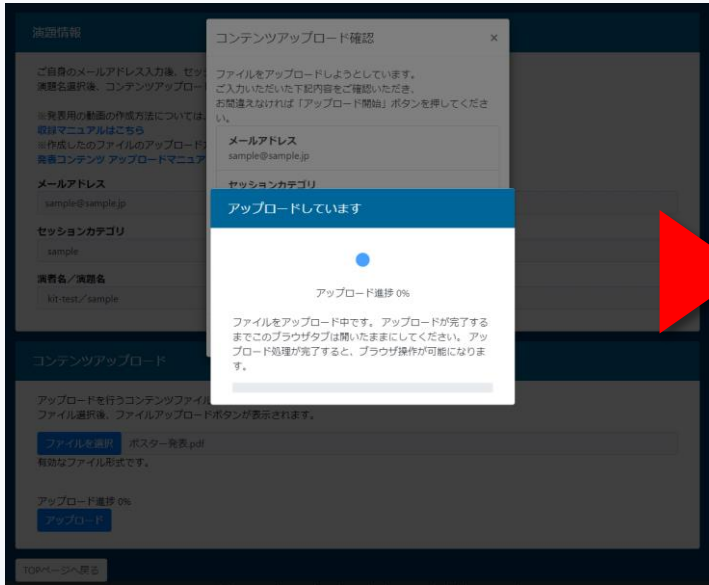 演題情報
ご自身のメールアドレス入力後、セッ
演題名選択後、コンテンツアップロー
※発表用の動画の作成方法については、
収録マニュアルはこちら
※作成したのファイルのアップロード
発表コンテンツ アップロードマニュア
メールアドレス
sample@sample.jp
セッションカテゴリ
sample
演者名／演題名
kit-test／sample
コンテンツアップロード確認
×
ファイルをアップロードしようとしています。
ご入力いただいた下記内容をご確認いただき、
お間違えなければ「アップロード開始」ボタンを押してくださ
い。
メールアドレス
sample@sample.jp
セッションカテゴリ
アップロードしています
アップロード進捗 0%
ファイルをアップロード中です。 アップロードが完了する
までこのブラウザタブは開いたままにしてください。 アッ
プロード処理が完了すると、ブラウザ操作が可能になりま
す。
コンテンツアップロード
アップロードを行うコンテンツファイル
ファイル選択後、ファイルアップロードボタンが表示されます。
ファイルを選択 ポスター発表.pdf
有効なファイル形式です。
アップロード進捗 0%
アップロード
TOPページへ戻る